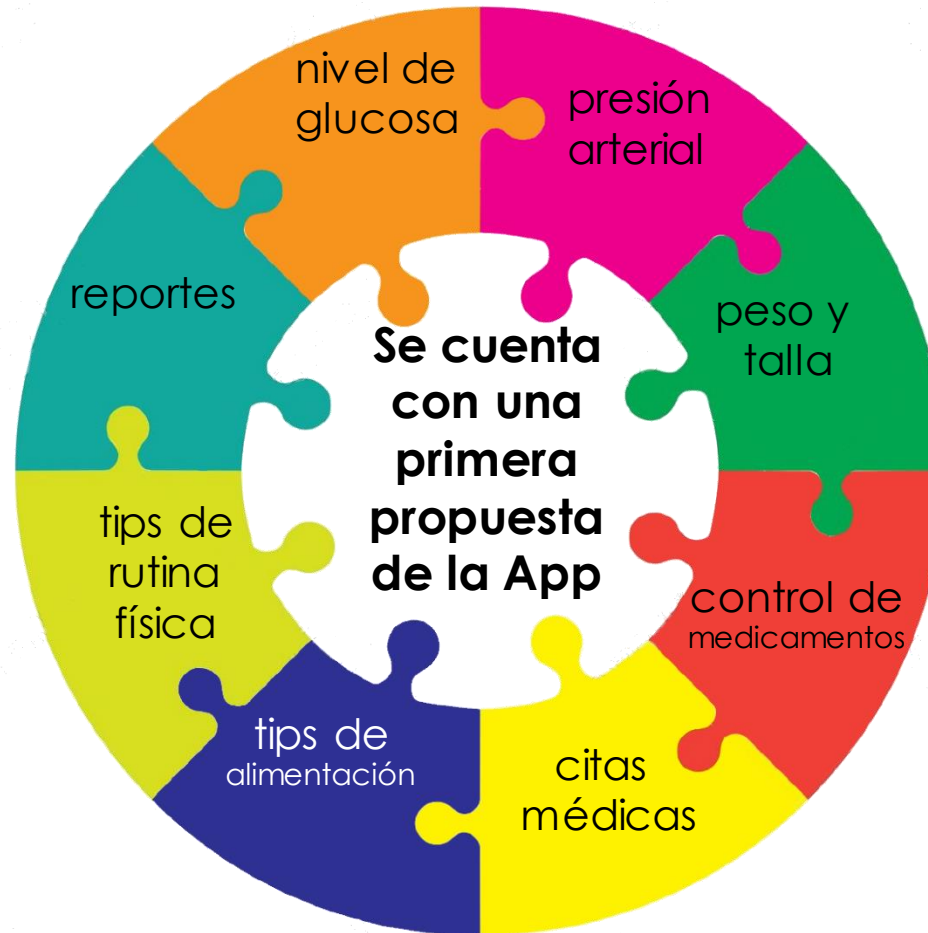 nivel de
glucosa
presión
arterial
peso y
talla
control de
medicamentos
citas
médicas
tips de
alimentación
tips de
rutina
física
reportes
Se cuenta
con una
primera
propuesta
de la App